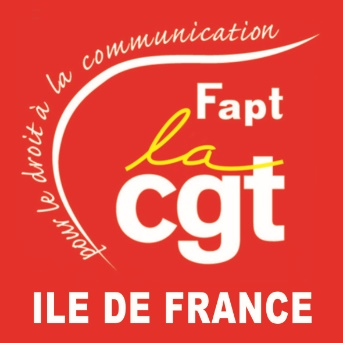 pour le droit à la communication
Fapt
la
cgt
ILE DE FRANCE